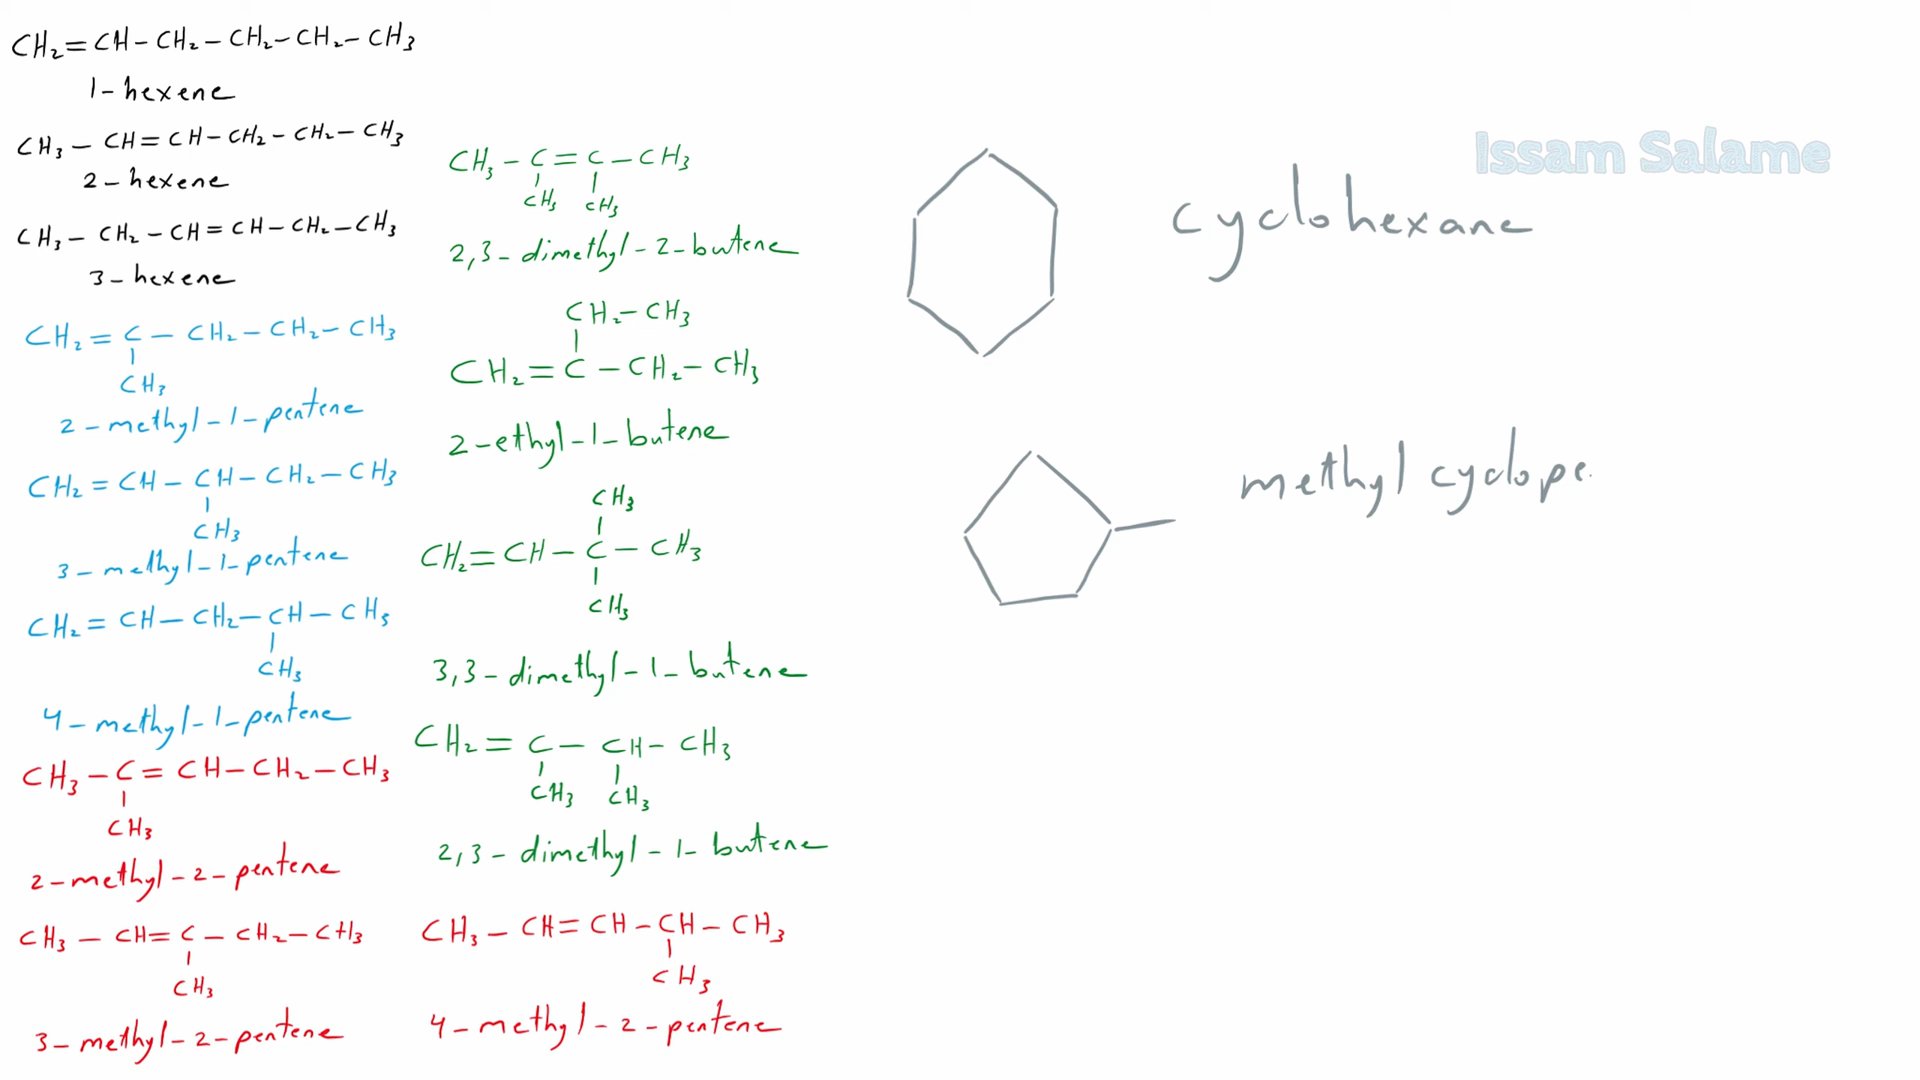 CH₂=CH-CH₂-CH₂-CH₂-CH₃
1-hexene
CH₃-CH=CH-CH₂-CH₂-CH₃
2-hexene
CH₃-CH₂-CH=CH-CH₂-CH₃
3-hexene
CH₂=C-CH₂-CH₂-CH₃
CH₃
2-methyl-1-pentene
CH₂=CH-CH-CH₂-CH₃
CH₃
3-methyl-1-pentene
CH₂=CH-CH₂-CH-CH₃
CH₃
4-methyl-1-pentene
CH₃-C=CH-CH₂-CH₃
CH₃
2-methyl-2-pentene
CH₃-CH=C-CH₂-CH₃
CH₃
3-methyl-2-pentene
CH₃-C=C-CH₃
CH₃ CH₃
2,3-dimethyl-2-butene
CH₂-CH₃
CH₂=C-CH₂-CH₃
2-ethyl-1-butene
CH₃
CH₂=CH-C-CH₃
CH₃
3,3-dimethyl-1-butene
CH₂=C-CH-CH₃
CH₃ CH₃
2,3-dimethyl-1-butene
CH₃-CH=CH-CH-CH₃
CH₃
4-methyl-2-pentene
Issam Salame
cyclohexane
methyl cyclope